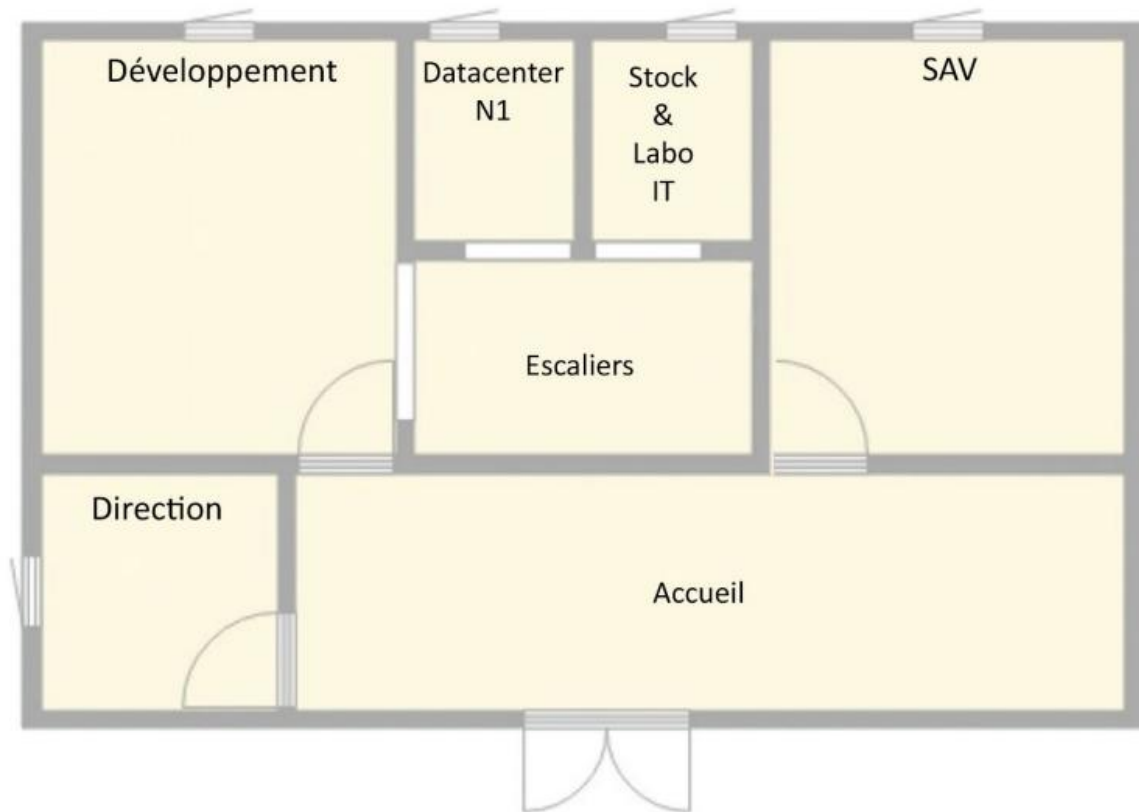 Développement
Datacenter
N1
Stock
&
Labo
IT
SAV
Escaliers
Direction
Accueil